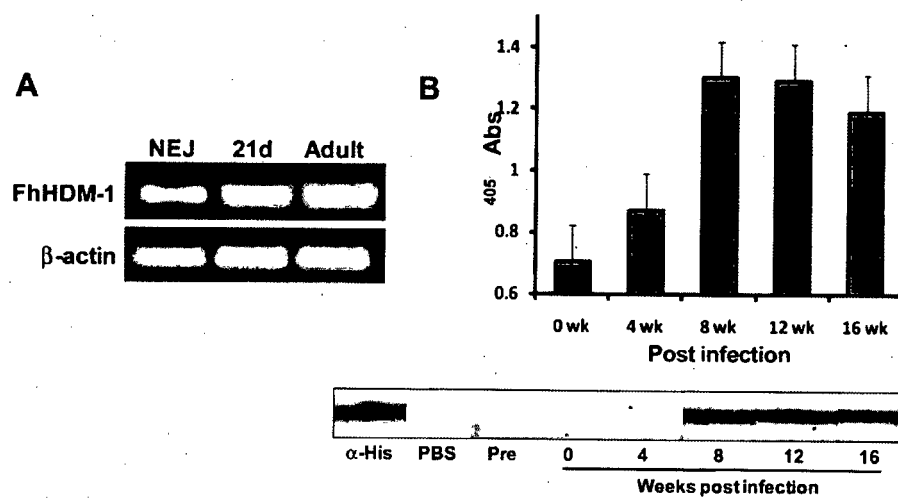 A
NEJ 21d Adult
FhHDM-1
β-actin
B
405 Abs
1.4
1.2
1
0.8
0.6
0 wk 4 wk 8 wk 12 wk 16 wk
Post infection
α-His PBS Pre 0 4 8 12 16
Weeks post infection